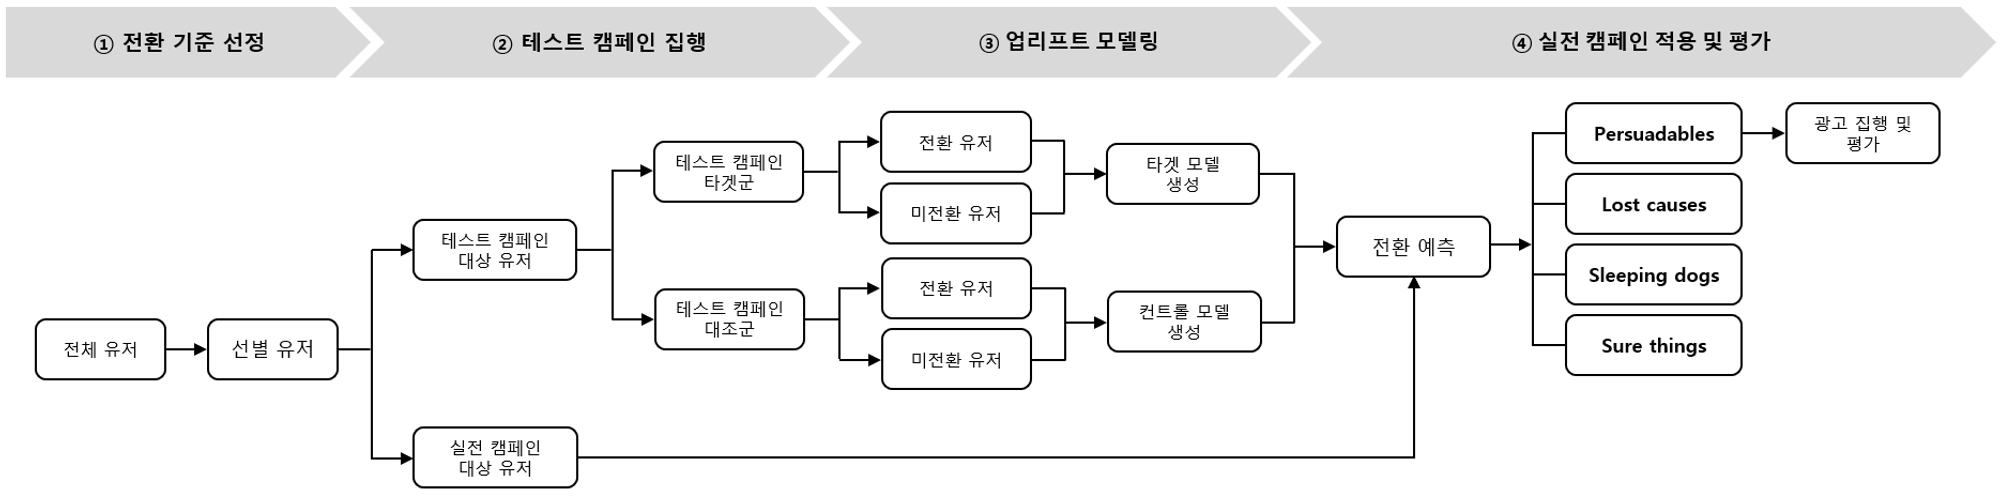 ① 전환 기준 선정
② 테스트 캠페인 집행
③ 업리프트 모델링
④ 실전 캠페인 적용 및 평가
전체 유저
선별 유저
테스트 캠페인
대상 유저
실전 캠페인
대상 유저
테스트 캠페인
타겟군
테스트 캠페인
대조군
전환 유저
미전환 유저
전환 유저
미전환 유저
타겟 모델
생성
컨트롤 모델
생성
전환 예측
Persuadables
Lost causes
Sleeping dogs
Sure things
광고 집행 및
평가